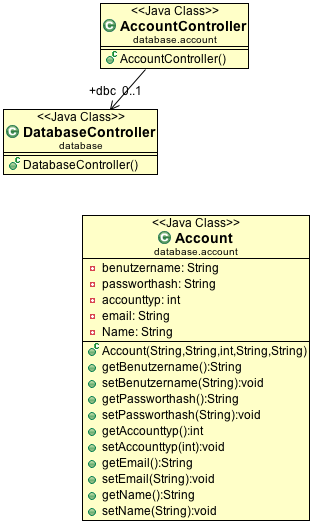 <<Java Class>>
AccountController
database.account
AccountController()
+dbc 0..1
<<Java Class>>
DatabaseController
database
DatabaseController()
<<Java Class>>
Account
database.account
benutzername: String
passworthash: String
accounttyp: int
email: String
Name: String
Account(String,String,int,String,String)
getBenutzername():String
setBenutzername(String):void
getPassworthash():String
setPassworthash(String):void
getAccounttyp():int
setAccounttyp(int):void
getEmail():String
setEmail(String):void
getName():String
setName(String):void